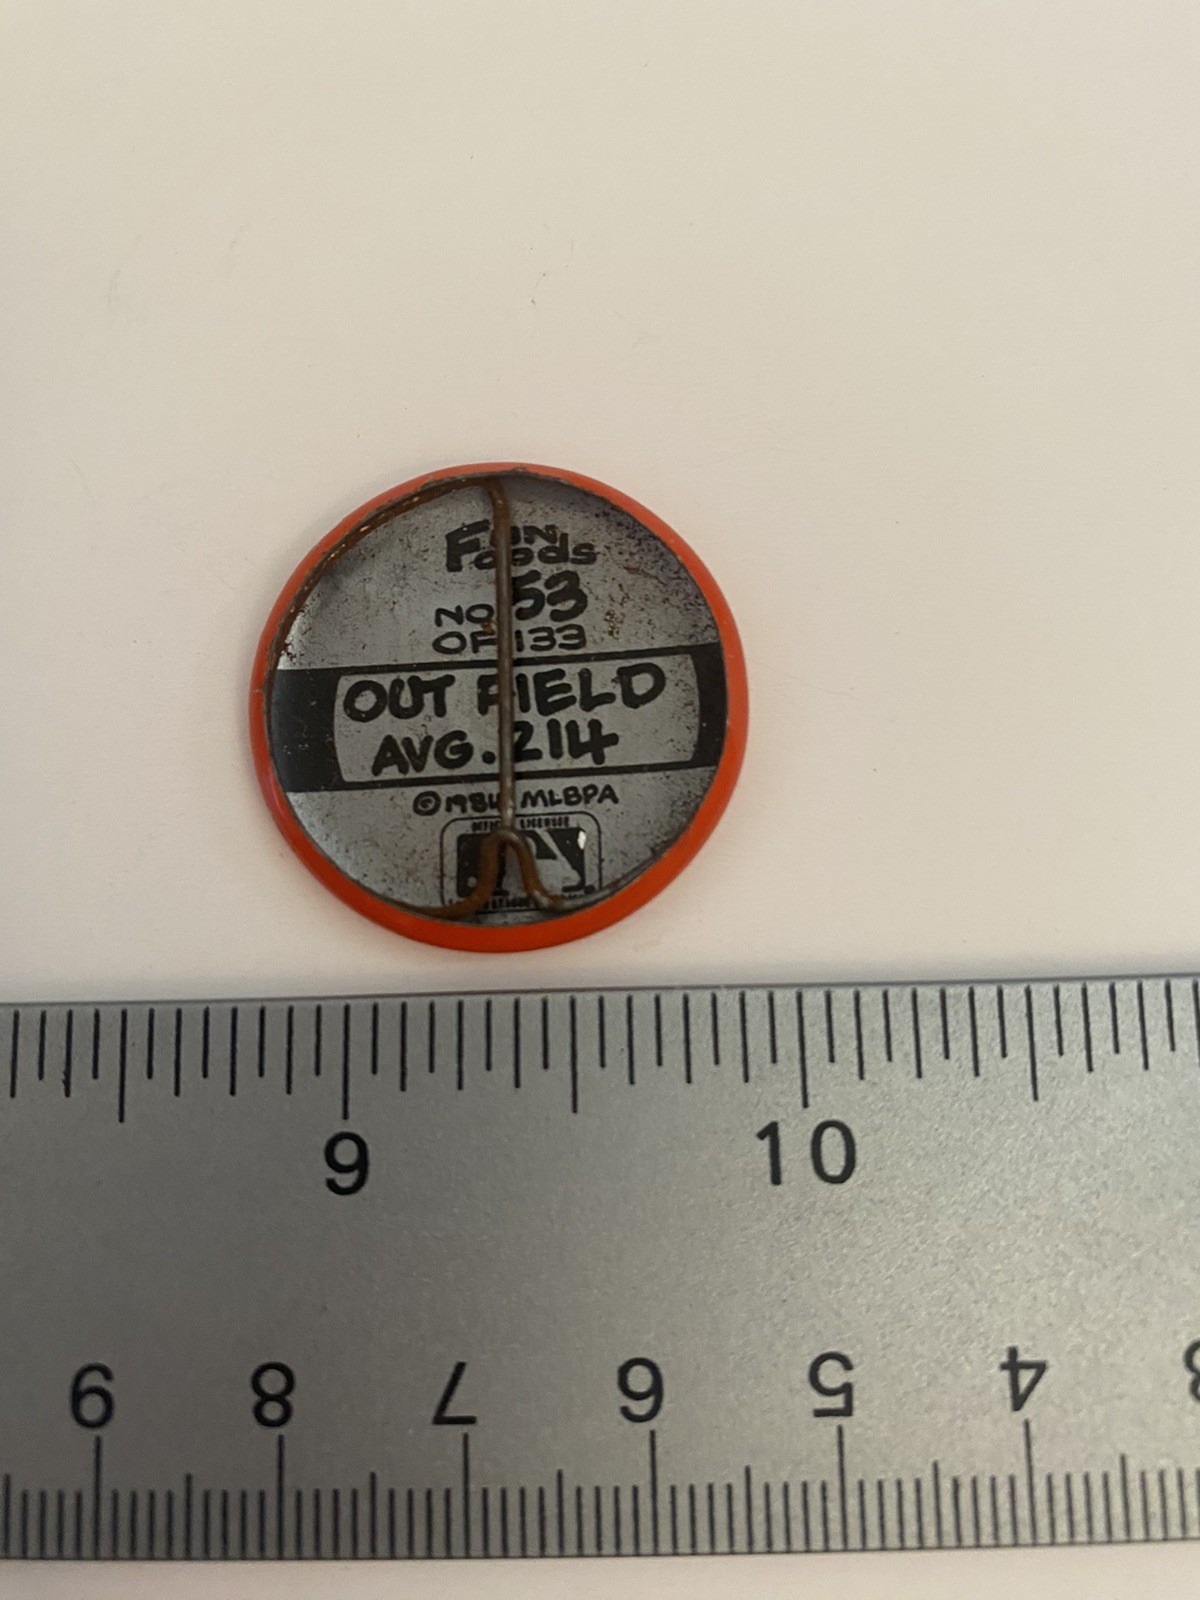 Fun Foods
NO. 53
OF 133
OUT FIELD
AVG. .214
©1984 MLBPA
9 10
9 8 7 6 5 4